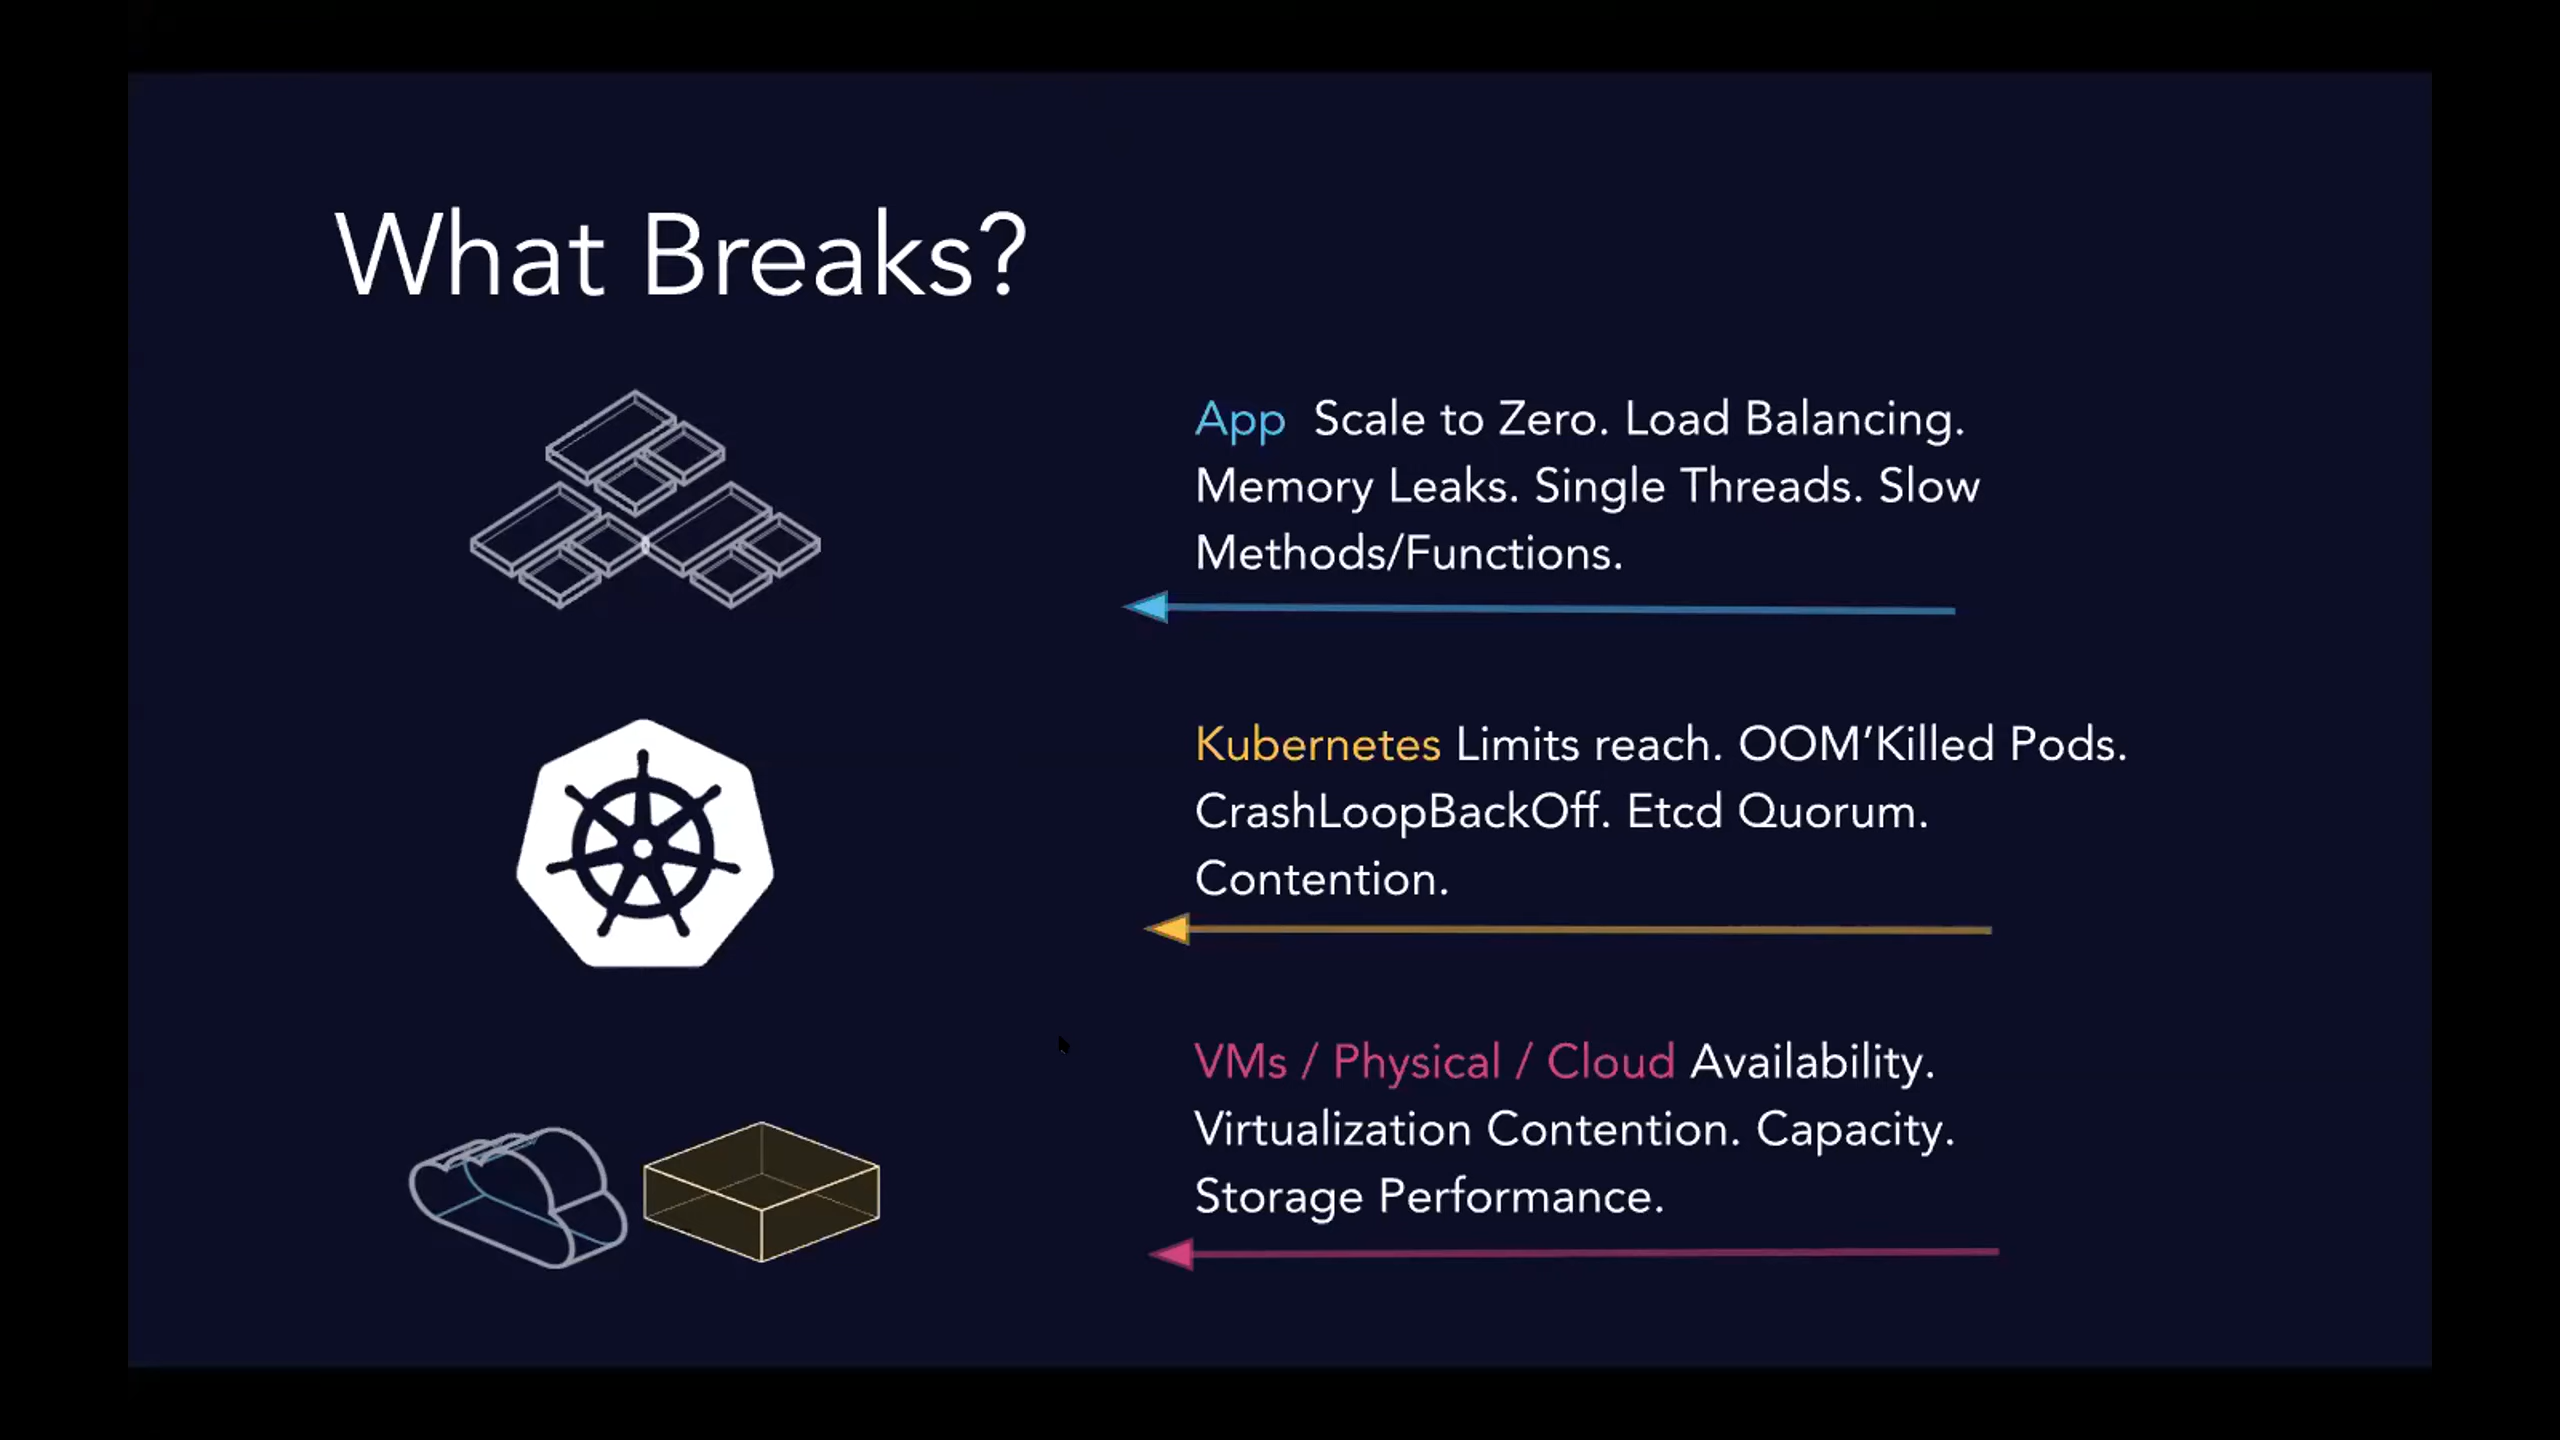 What Breaks?
App Scale to Zero. Load Balancing.
Memory Leaks. Single Threads. Slow
Methods/Functions.
Kubernetes Limits reach. OOM’Killed Pods.
CrashLoopBackOff. Etcd Quorum.
Contention.
VMs / Physical / Cloud Availability.
Virtualization Contention. Capacity.
Storage Performance.